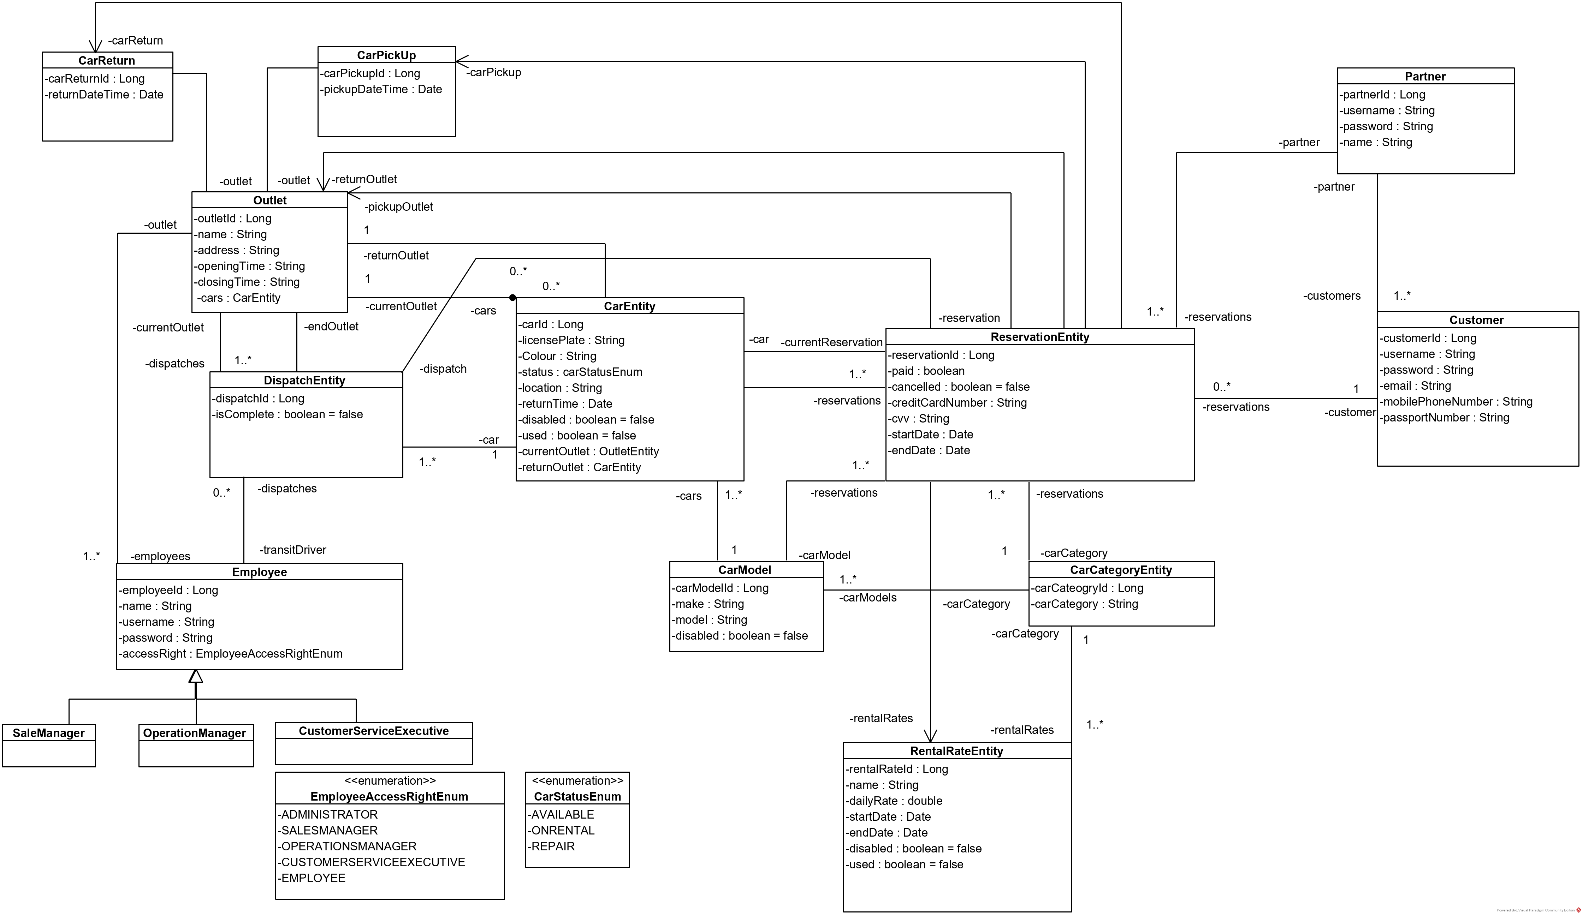 -carReturn
CarReturn
-carReturnId : Long
-returnDateTime : Date
CarPickUp
-carPickupId : Long
-pickupDateTime : Date
-carPickup
Partner
-partnerId : Long
-username : String
-password : String
-name : String
-partner
-partner
-outlet
-outlet
-returnOutlet
-pickupOutlet
-outlet
Outlet
-outletId : Long
-name : String
-address : String
-openingTime : String
-closingTime : String
-cars : CarEntity
1
-returnOutlet
1
-currentOutlet
0..*
0..*
-cars
-currentOutlet
-endOutlet
-dispatches
1..*
DispatchEntity
-dispatchId : Long
-isComplete : boolean = false
-dispatch
-car
1
1..*
0..*
-dispatches
-transitDriver
CarEntity
-carId : Long
-licensePlate : String
-Colour : String
-status : carStatusEnum
-location : String
-returnTime : Date
-disabled : boolean = false
-used : boolean = false
-currentOutlet : OutletEntity
-returnOutlet : CarEntity
-car
-currentReservation
1..*
-reservations
-reservation
ReservationEntity
-reservationId : Long
-paid : boolean
-cancelled : boolean = false
-creditCardNumber : String
-cvv : String
-startDate : Date
-endDate : Date
1..*
-reservations
-customers
1..*
Customer
-customerId : Long
-username : String
-password : String
-email : String
-mobilePhoneNumber : String
-passportNumber : String
0..*
-reservations
1
-customer
1..*
-reservations
1..*
-reservations
-cars
1..*
1
-carModel
1
-carCategory
1..*
-employees
Employee
-employeeId : Long
-name : String
-username : String
-password : String
-accessRight : EmployeeAccessRightEnum
CarModel
-carModelId : Long
-make : String
-model : String
-disabled : boolean = false
1..*
-carModels
-carCategory
CarCategoryEntity
-carCateogryId : Long
-carCategory : String
-carCategory
1
-rentalRates
-rentalRates
1..*
SaleManager
OperationManager
CustomerServiceExecutive
<<enumeration>>
EmployeeAccessRightEnum
-ADMINISTRATOR
-SALESMANAGER
-OPERATIONSMANAGER
-CUSTOMERSERVICEEXECUTIVE
-EMPLOYEE
<<enumeration>>
CarStatusEnum
-AVAILABLE
-ONRENTAL
-REPAIR
RentalRateEntity
-rentalRateId : Long
-name : String
-dailyRate : double
-startDate : Date
-endDate : Date
-disabled : boolean = false
-used : boolean = false